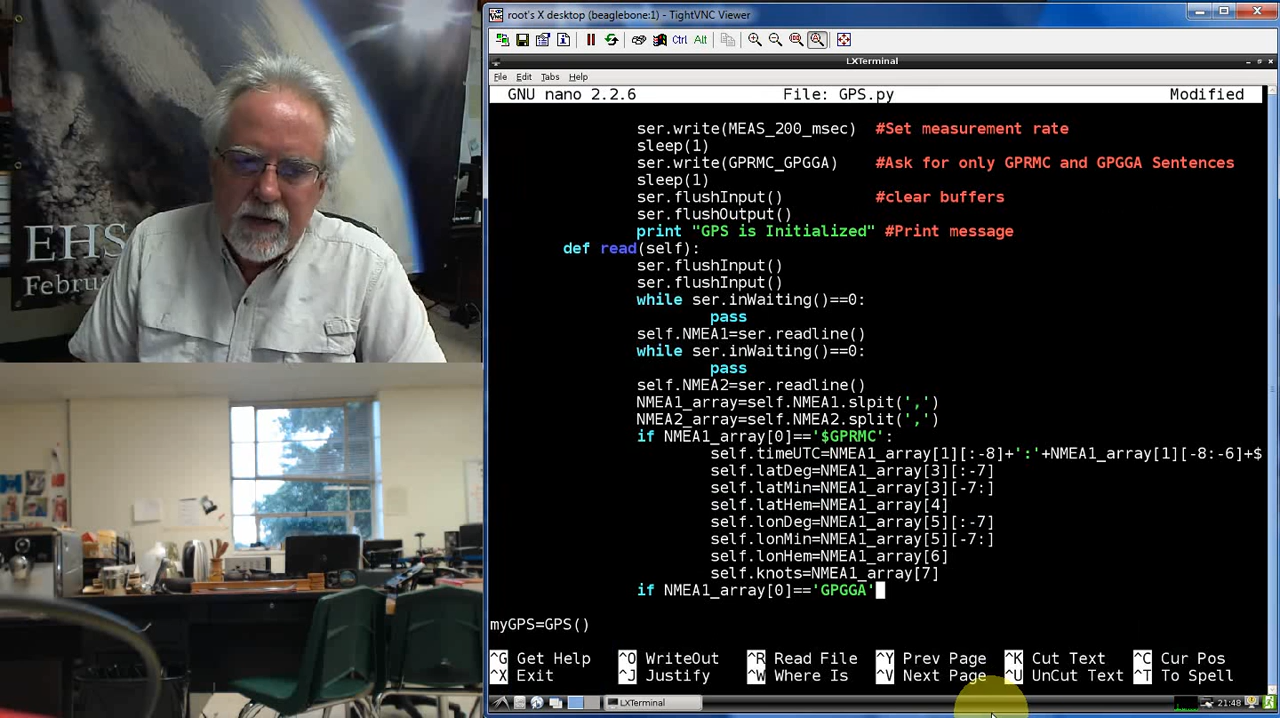 EHS
Februa
root's X desktop (beaglebone:1) - TightVNC Viewer
Ctrl Alt
LXTerminal
File Edit Tabs Help
GNU nano 2.2.6 File: GPS.py Modified
ser.write(MEAS_200_msec) #Set measurement rate
sleep(1)
ser.write(GPRMC_GPGGA) #Ask for only GPRMC and GPGGA Sentences
sleep(1)
ser.flushInput() #clear buffers
ser.flushOutput()
print "GPS is Initialized" #Print message
def read(self):
ser.flushInput()
ser.flushInput()
while ser.inWaiting()==0:
pass
self.NMEA1=ser.readline()
while ser.inWaiting()==0:
pass
self.NMEA2=ser.readline()
NMEA1_array=self.NMEA1.slpit(',')
NMEA2_array=self.NMEA2.split(',')
if NMEA1_array[0]=='$GPRMC':
self.timeUTC=NMEA1_array[1][:-8]+':'+NMEA1_array[1][-8:-6]+$
self.latDeg=NMEA1_array[3][:-7]
self.latMin=NMEA1_array[3][-7:]
self.latHem=NMEA1_array[4]
self.lonDeg=NMEA1_array[5][:-7]
self.lonMin=NMEA1_array[5][-7:]
self.lonHem=NMEA1_array[6]
self.knots=NMEA1_array[7]
if NMEA1_array[0]=='GPGGA'
myGPS=GPS()
^G Get Help ^O WriteOut ^R Read File ^Y Prev Page ^K Cut Text ^C Cur Pos
^X Exit ^J Justify ^W Where Is ^V Next Page ^U UnCut Text ^T To Spell
LXTerminal 21:48